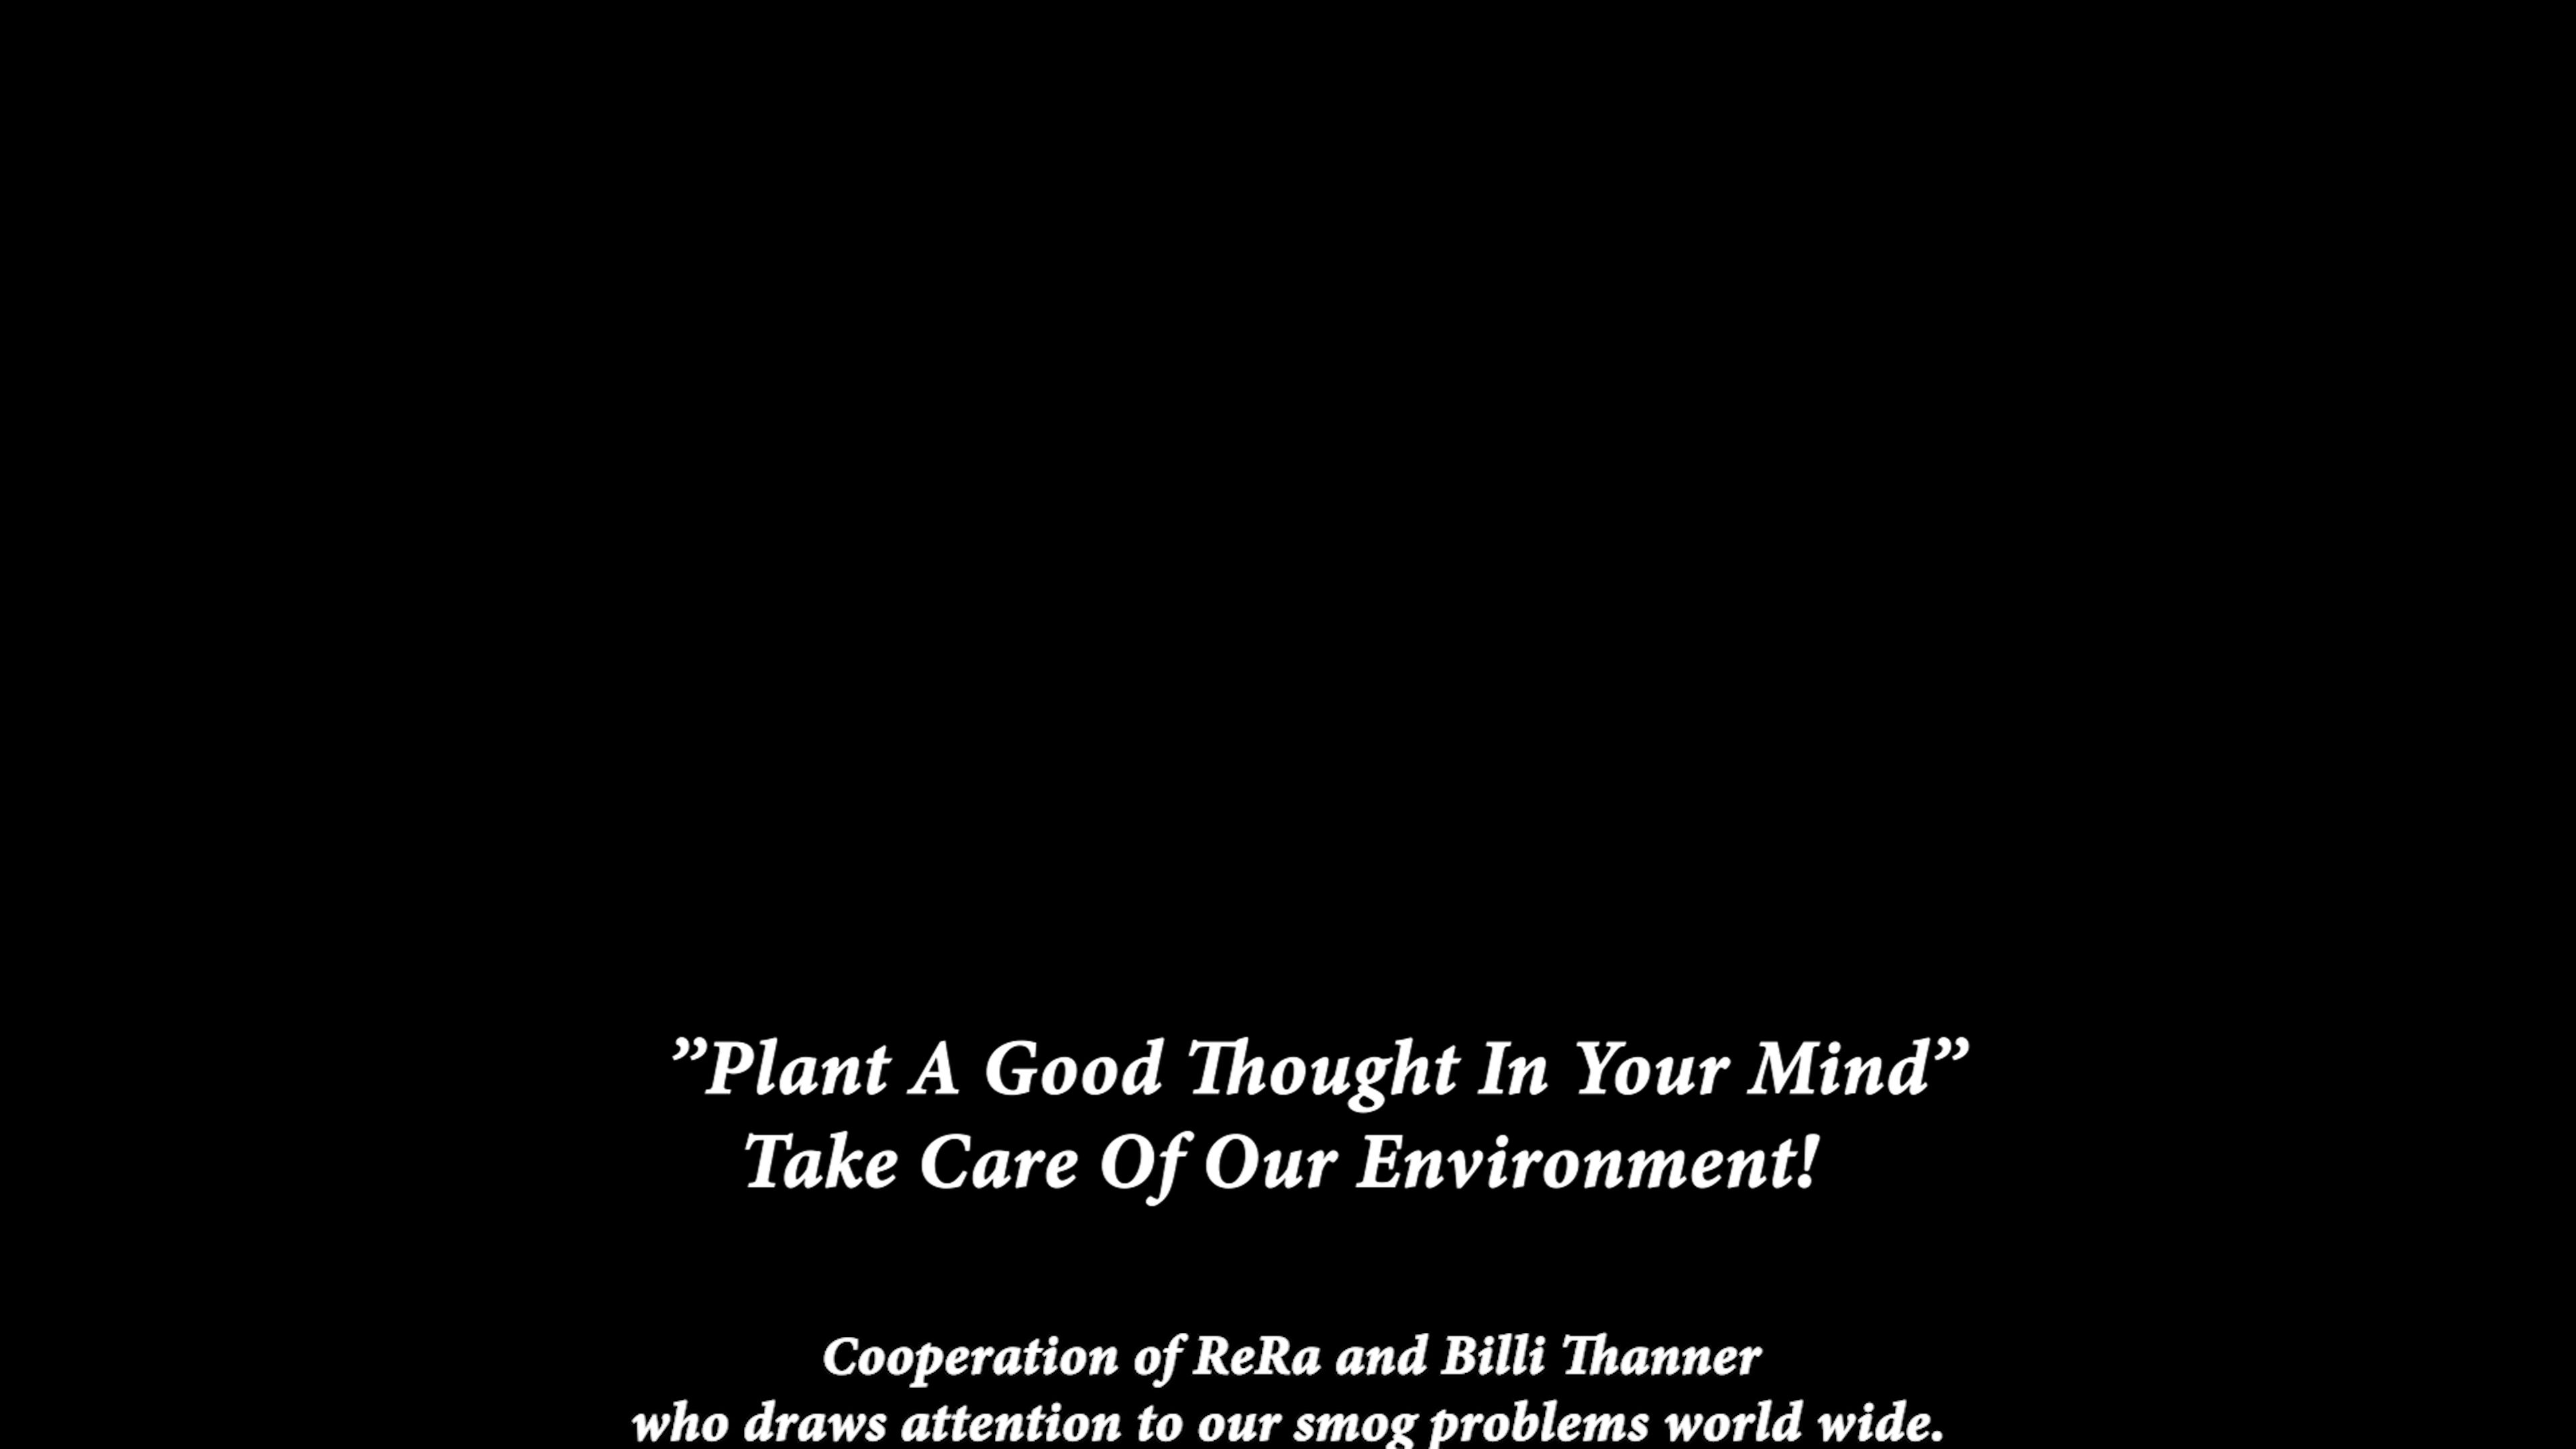 ”Plant A Good Thought In Your Mind”
Take Care Of Our Environment!
Cooperation of ReRa and Billi Thanner
who draws attention to our smog problems world wide.